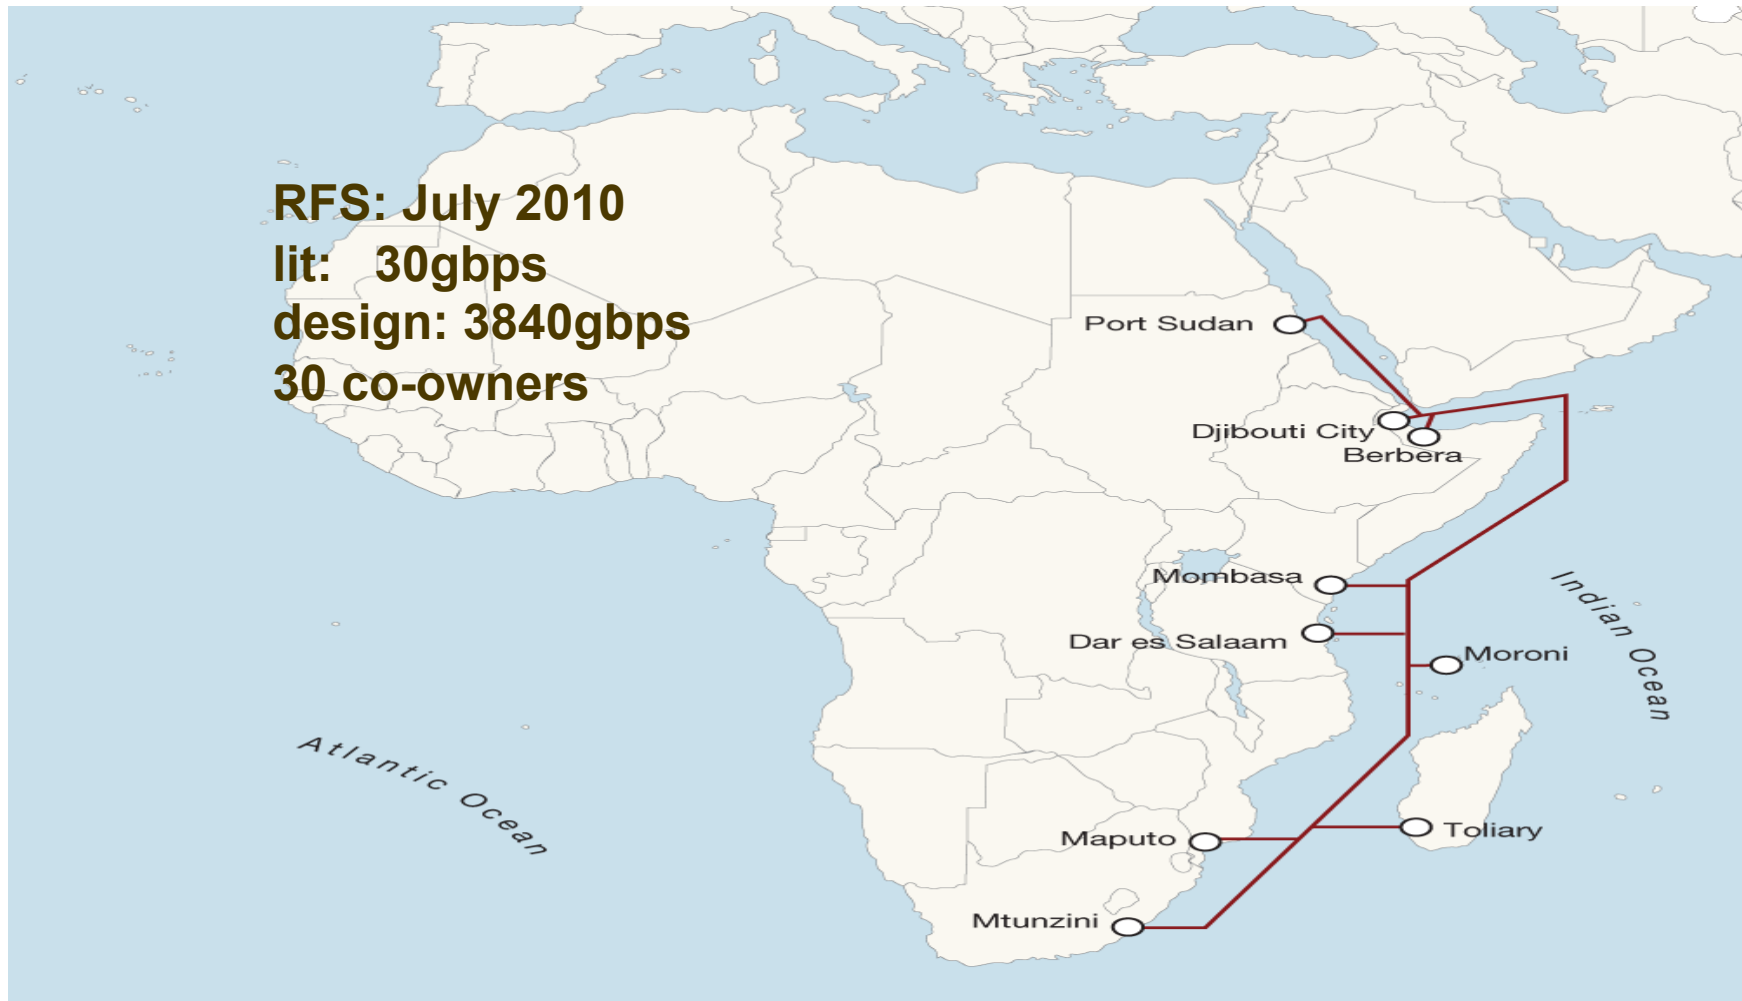 RFS: July 2010
lit: 30gbps
design: 3840gbps
30 co-owners
Port Sudan
Djibouti City
Berbera
Mombasa
Dar es Salaam
Moroni
Indian Ocean
Atlantic Ocean
Maputo
Toliary
Mtunzini